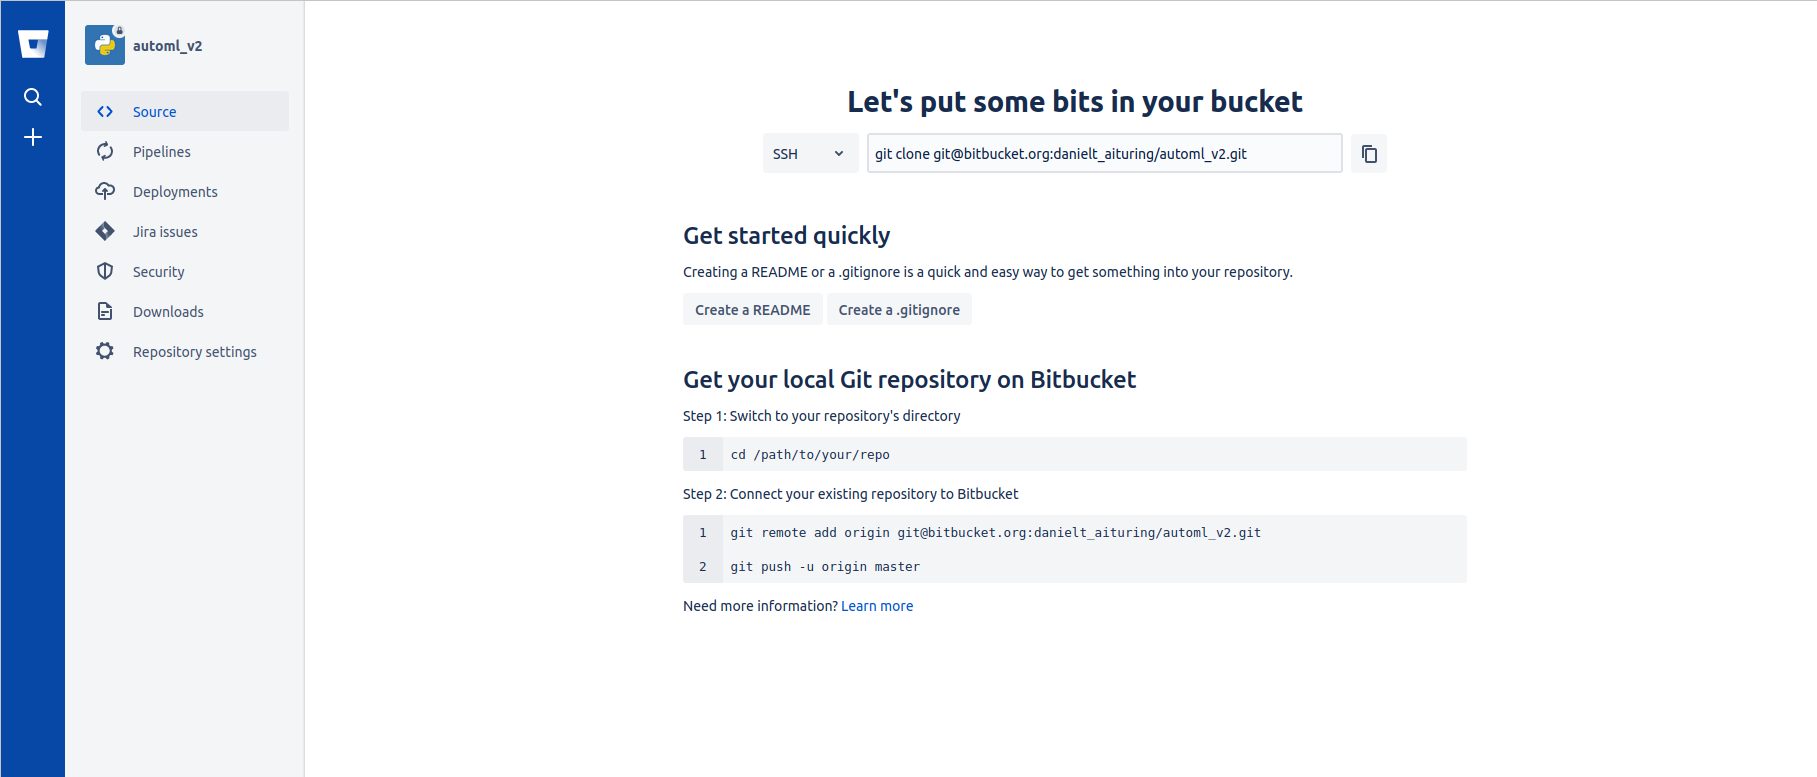 automl_v2
Source
Pipelines
Deployments
Jira issues
Security
Downloads
Repository settings
Let's put some bits in your bucket
SSH
git clone git@bitbucket.org:danielt_aituring/automl_v2.git
Get started quickly
Creating a README or a .gitignore is a quick and easy way to get something into your repository.
Create a README Create a .gitignore
Get your local Git repository on Bitbucket
Step 1: Switch to your repository's directory
1 cd /path/to/your/repo
Step 2: Connect your existing repository to Bitbucket
1 git remote add origin git@bitbucket.org:danielt_aituring/automl_v2.git
2 git push -u origin master
Need more information? Learn more